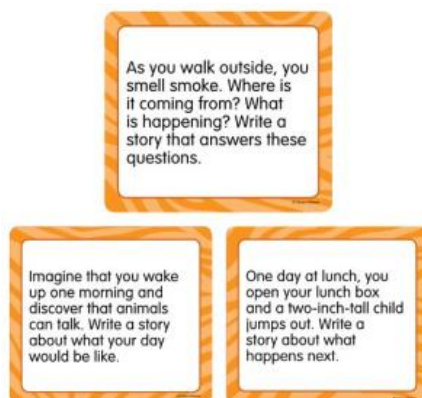 As you walk outside, you
smell smoke. Where is
it coming from? What
is happening? Write a
story that answers these
questions.
Imagine that you wake
up one morning and
discover that animals
can talk. Write a story
about what your day
would be like.
One day at lunch, you
open your lunch box
and a two-inch-tall child
jumps out. Write a
story about what
happens next.